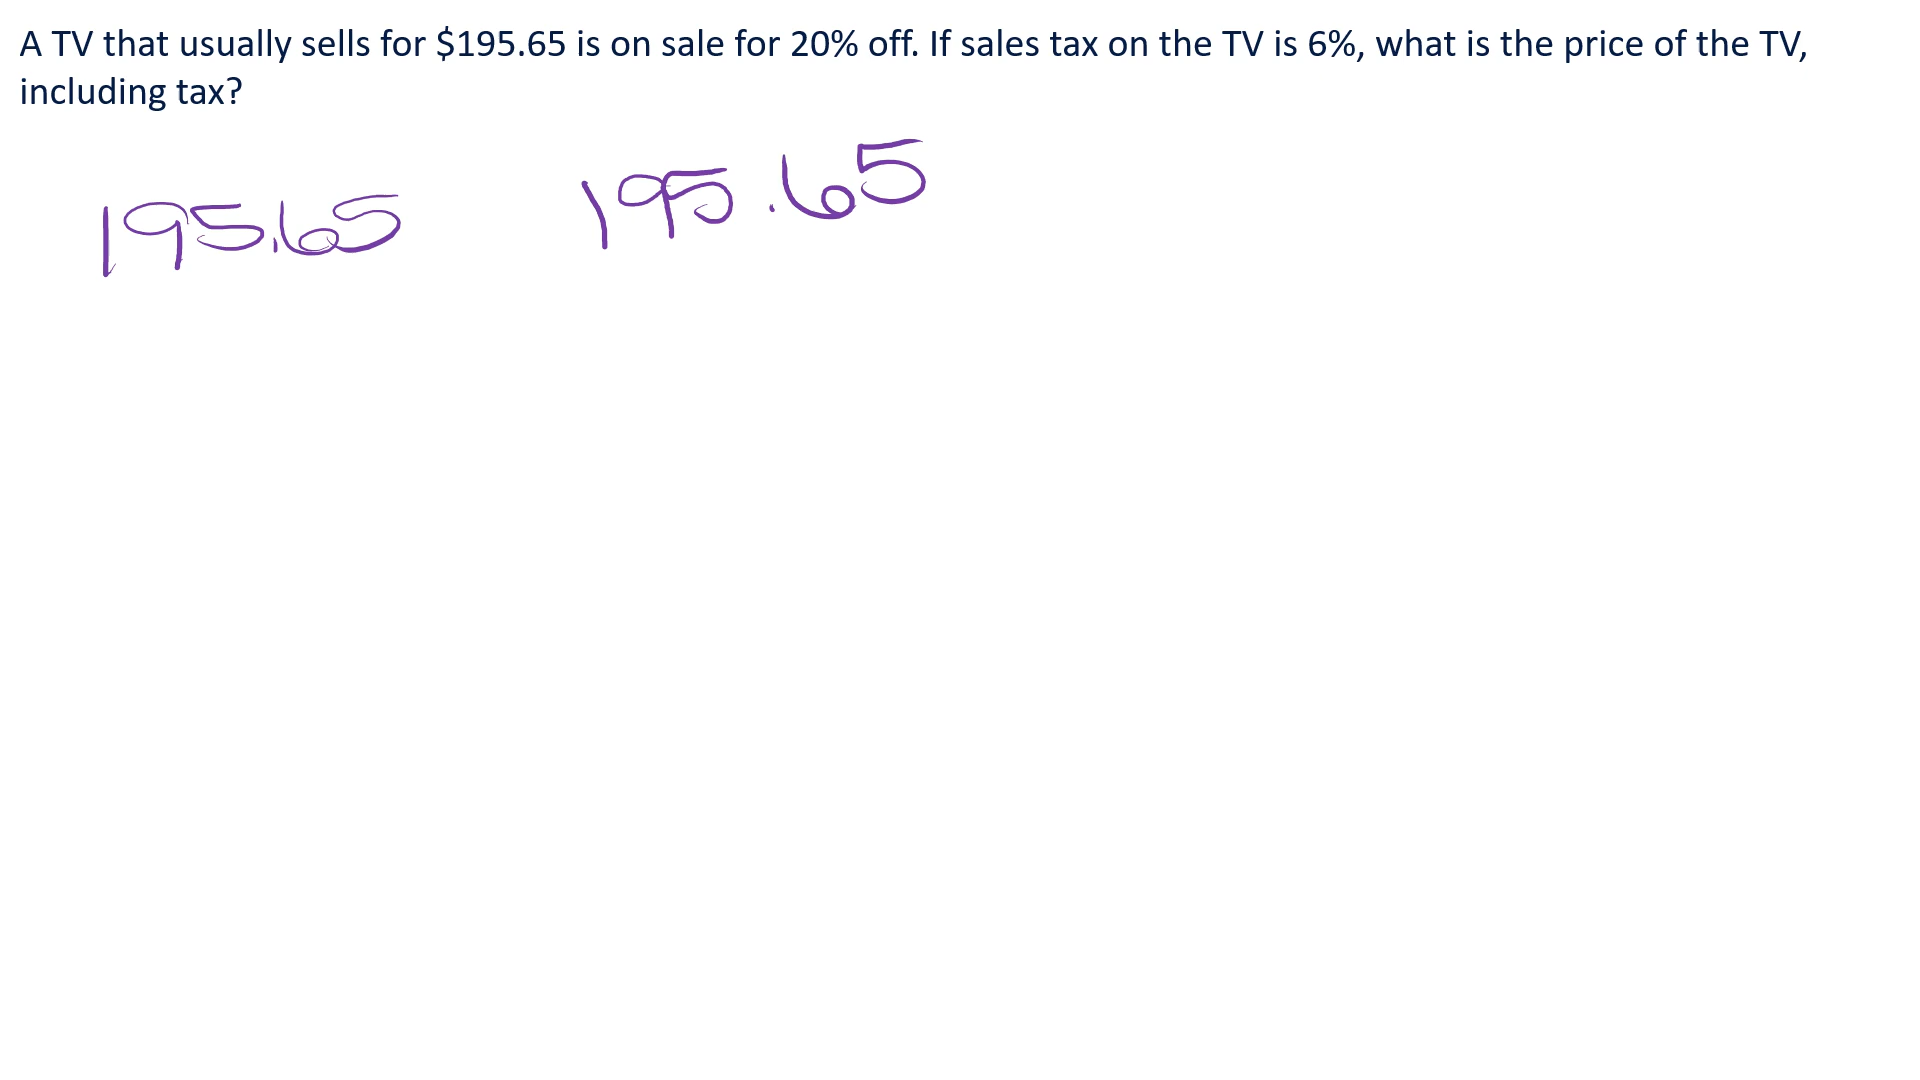 A TV that usually sells for $195.65 is on sale for 20% off. If sales tax on the TV is 6%, what is the price of the TV,
including tax?
195.65 195.65